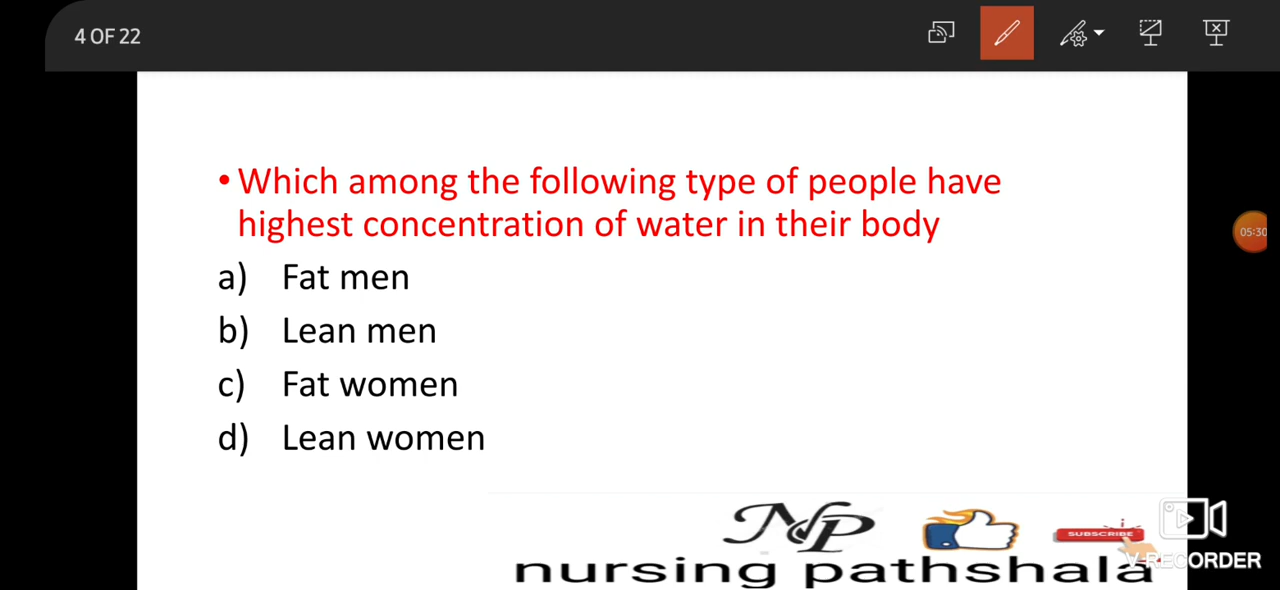 4 OF 22
• Which among the following type of people have
highest concentration of water in their body
05:30
a) Fat men
b) Lean men
c) Fat women
d) Lean women
NP
SUBSCRIBE
nursing pathshala
V-RECORDER